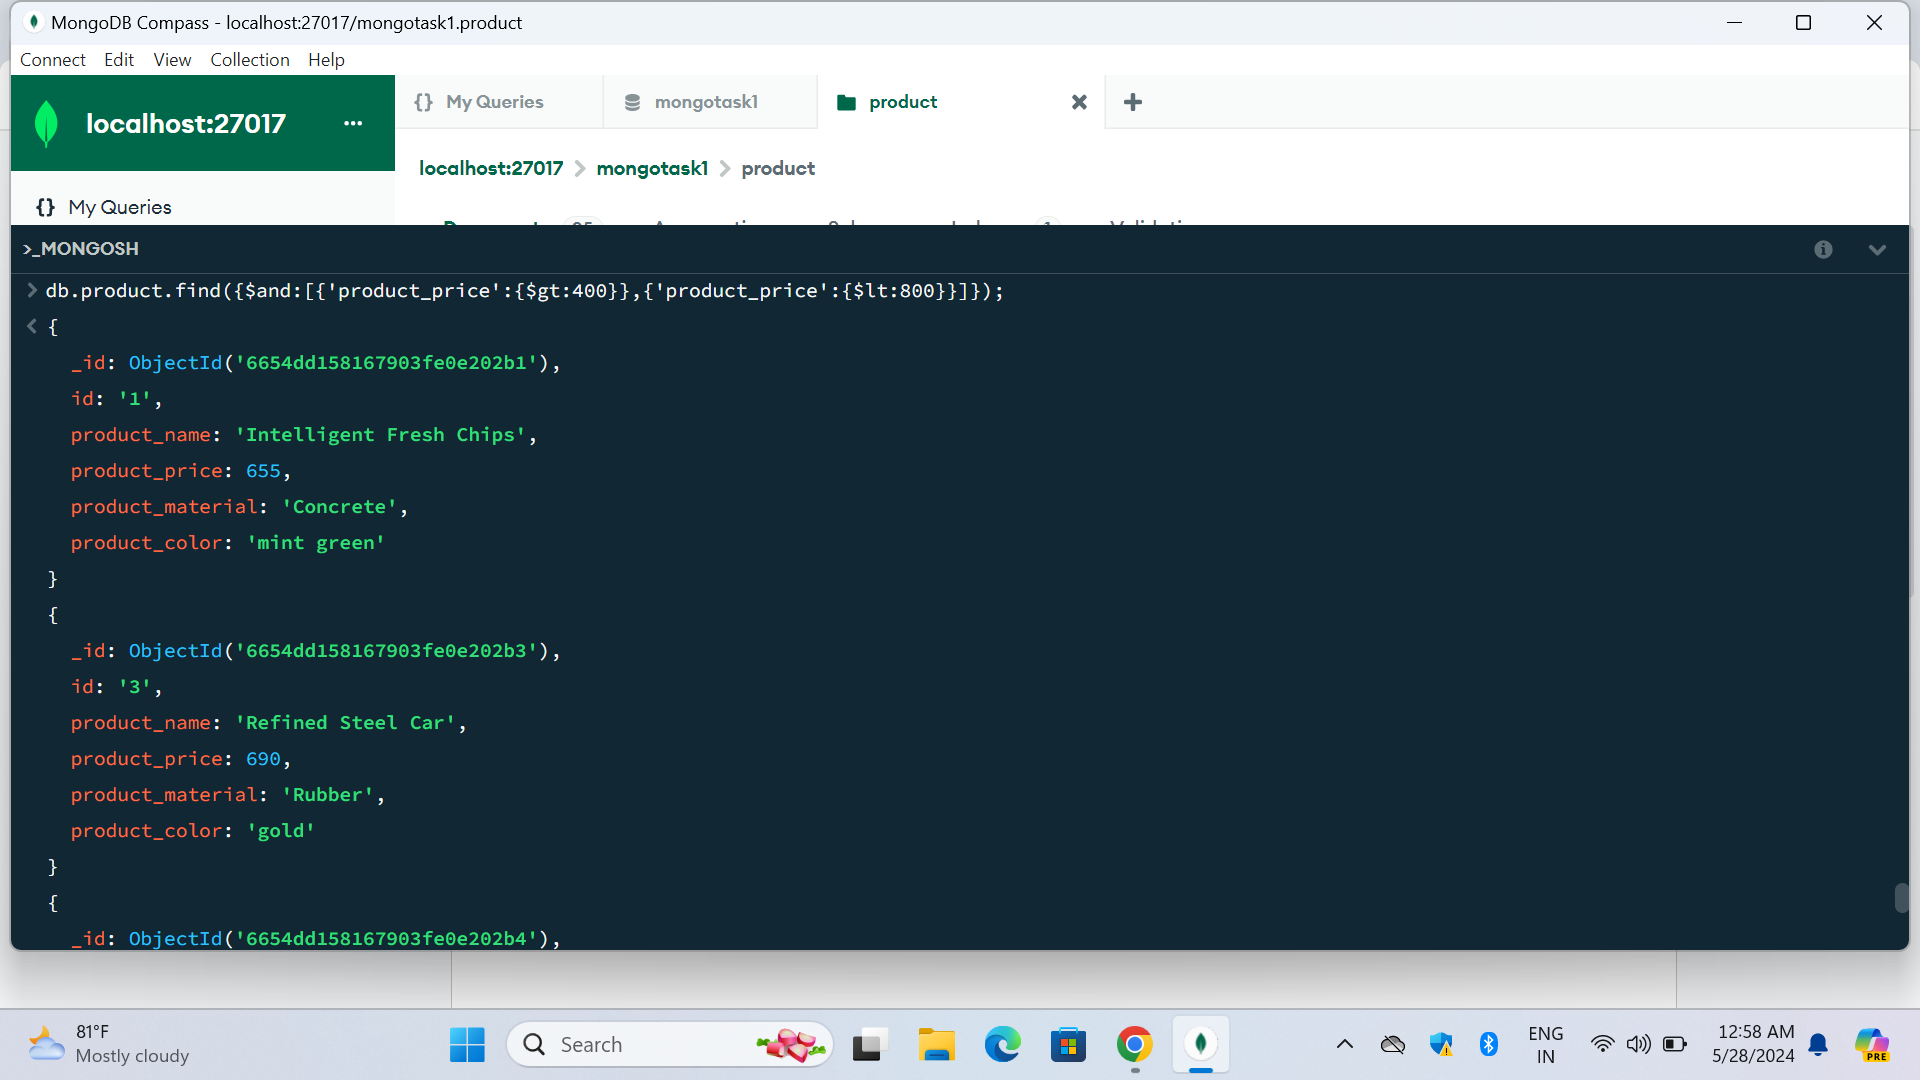 MongoDB Compass - localhost:27017/mongotask1.product
Connect Edit View Collection Help
localhost:27017 ...
{} My Queries
mongotask1
product
localhost:27017 > mongotask1 > product
{} My Queries
>_MONGOSH
> db.product.find({$and:[{'product_price':{$gt:400}},{'product_price':{$lt:800}}]});
< {
_id: ObjectId('6654dd158167903fe0e202b1'),
id: '1',
product_name: 'Intelligent Fresh Chips',
product_price: 655,
product_material: 'Concrete',
product_color: 'mint green'
}
{
_id: ObjectId('6654dd158167903fe0e202b3'),
id: '3',
product_name: 'Refined Steel Car',
product_price: 690,
product_material: 'Rubber',
product_color: 'gold'
}
{
_id: ObjectId('6654dd158167903fe0e202b4'),
81°F
Mostly cloudy
Search
ENG
IN
12:58 AM
5/28/2024
PRE